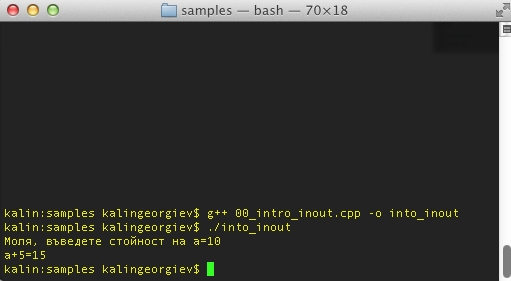 samples — bash — 70×18
kalin:samples kalingeorgiev$ g++ 00_intro_inout.cpp -o into_inout
kalin:samples kalingeorgiev$ ./into_inout
Моля, въведете стойност на a=10
a+5=15
kalin:samples kalingeorgiev$